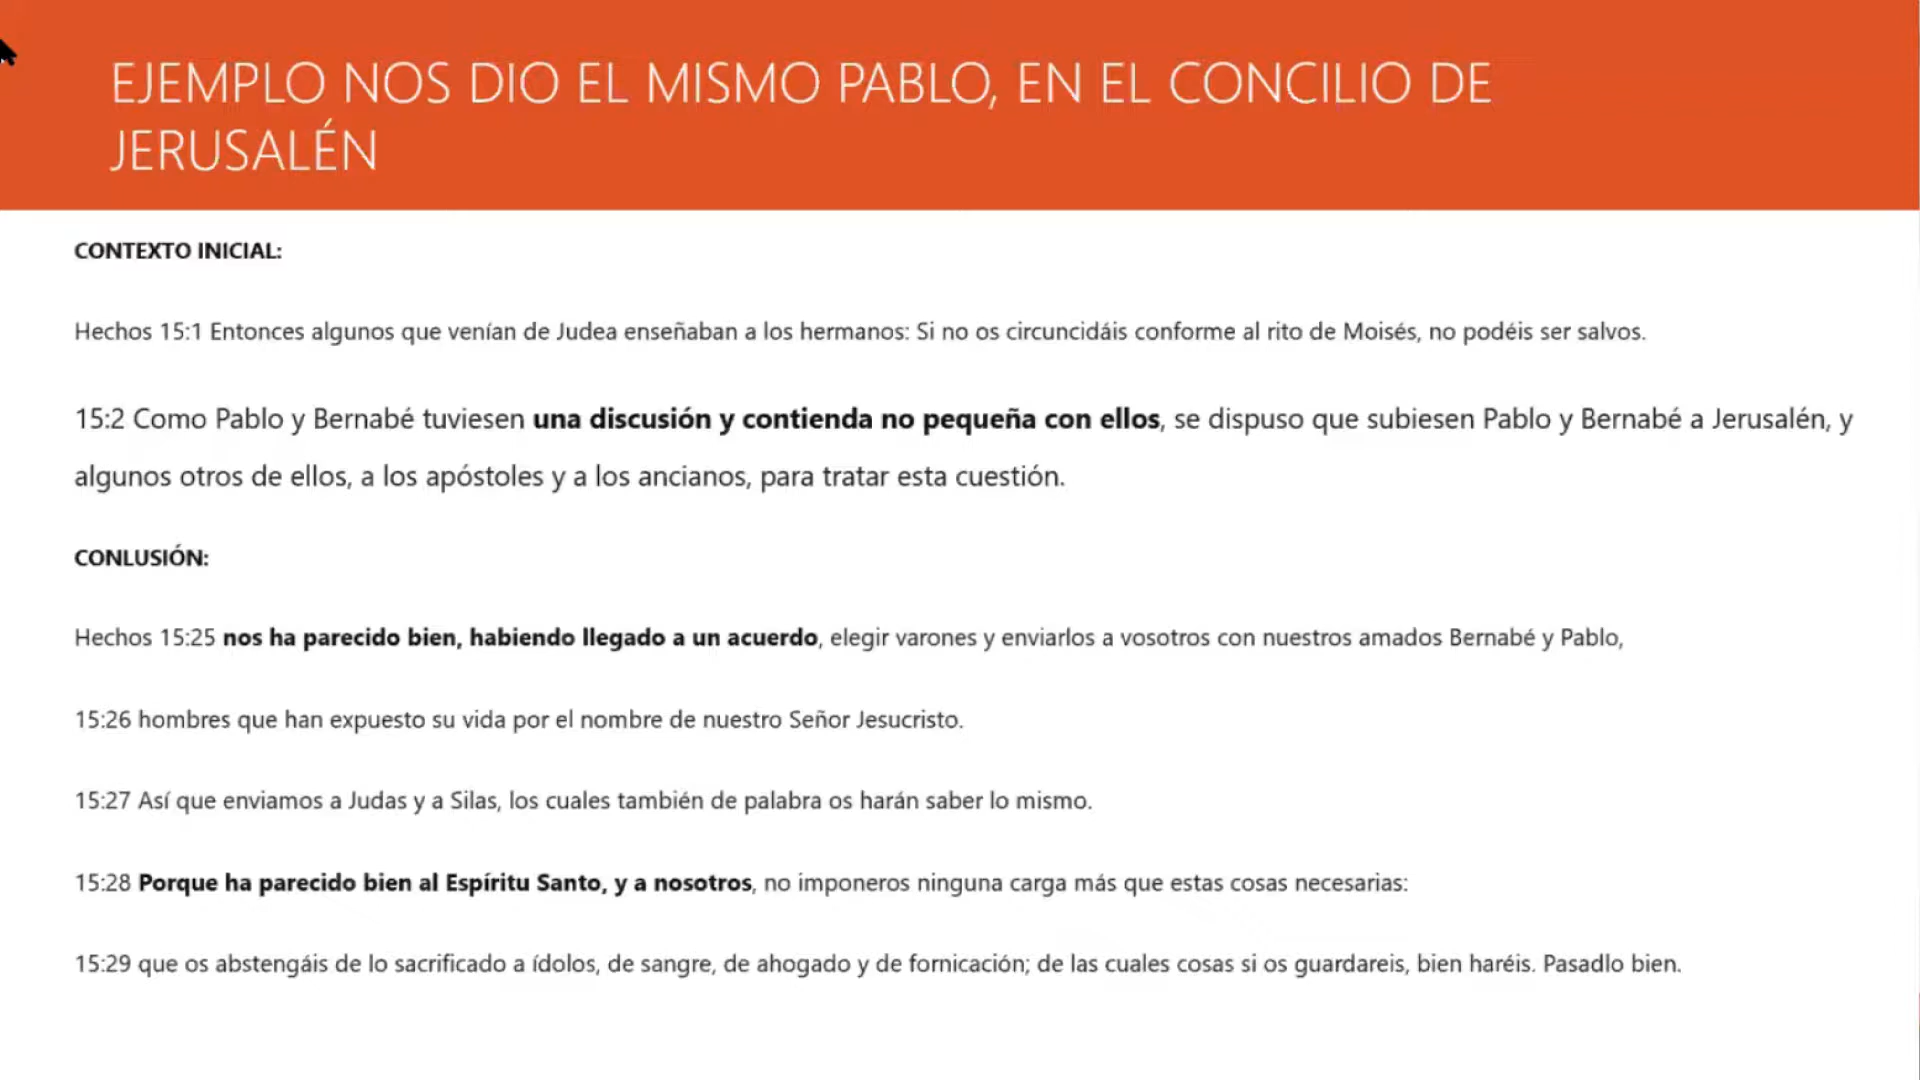 EJEMPLO NOS DIO EL MISMO PABLO, EN EL CONCILIO DE
JERUSALÉN
CONTEXTO INICIAL:
Hechos 15:1 Entonces algunos que venían de Judea enseñaban a los hermanos: Si no os circuncidáis conforme al rito de Moisés, no podéis ser salvos.
15:2 Como Pablo y Bernabé tuviesen una discusión y contienda no pequeña con ellos, se dispuso que subiesen Pablo y Bernabé a Jerusalén, y
algunos otros de ellos, a los apóstoles y a los ancianos, para tratar esta cuestión.
CONLUSIÓN:
Hechos 15:25 nos ha parecido bien, habiendo llegado a un acuerdo, elegir varones y enviarlos a vosotros con nuestros amados Bernabé y Pablo,
15:26 hombres que han expuesto su vida por el nombre de nuestro Señor Jesucristo.
15:27 Así que enviamos a Judas y a Silas, los cuales también de palabra os harán saber lo mismo.
15:28 Porque ha parecido bien al Espíritu Santo, y a nosotros, no imponeros ninguna carga más que estas cosas necesarias:
15:29 que os abstengáis de lo sacrificado a ídolos, de sangre, de ahogado y de fornicación; de las cuales cosas si os guardareis, bien haréis. Pasadlo bien.